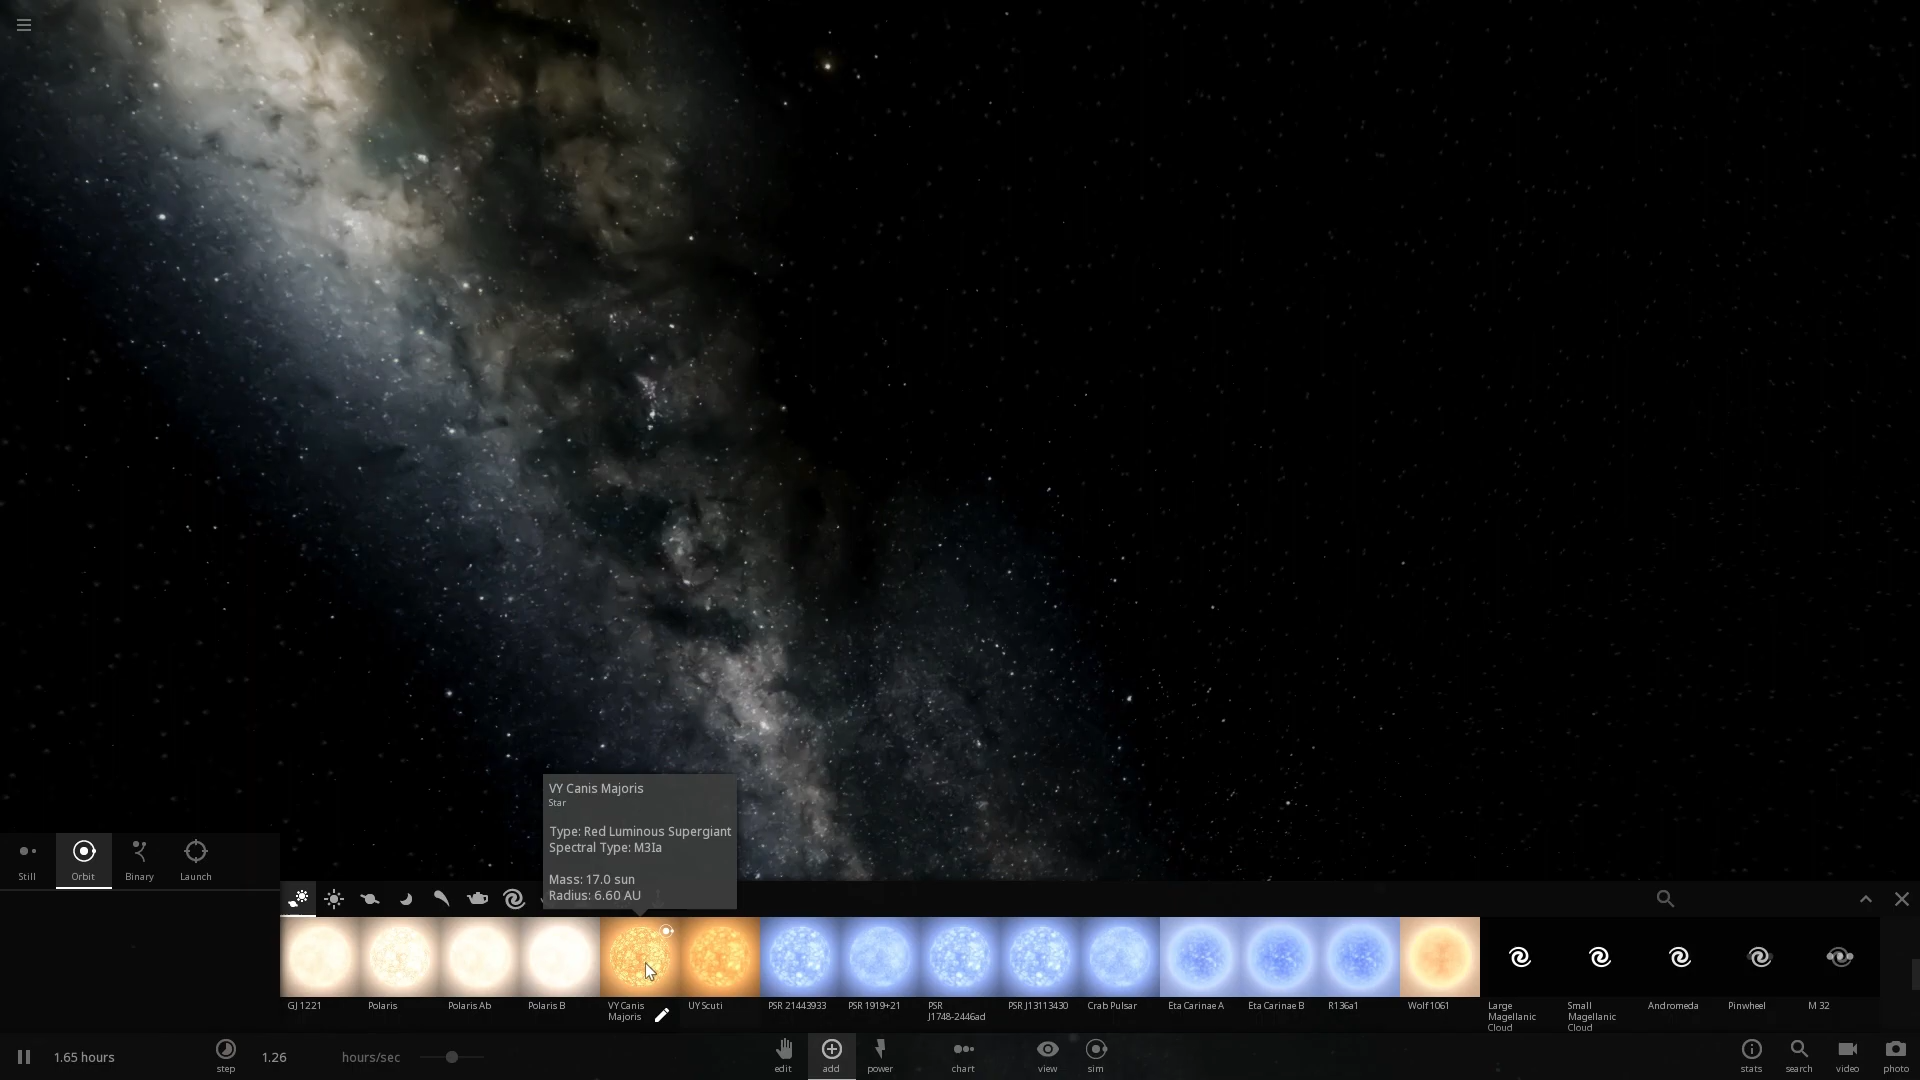 VY Canis Majoris
Star
Type: Red Luminous Supergiant
Spectral Type: M3Ia
Mass: 17.0 sun
Radius: 6.60 AU
Still
Orbit
Binary
Launch
GJ 1221
Polaris
Polaris Ab
Polaris B
VY Canis
Majoris
UY Scuti
PSR 21443933
PSR 1919+21
PSR
J1748-2446ad
PSR J13113430
Crab Pulsar
Eta Carinae A
Eta Carinae B
R136a1
Wolf 1061
Large
Magellanic
Cloud
Small
Magellanic
Cloud
Andromeda
Pinwheel
M 32
1.65 hours
step
1.26
hours/sec
edit
add
power
chart
view
sim
stats
search
video
photo